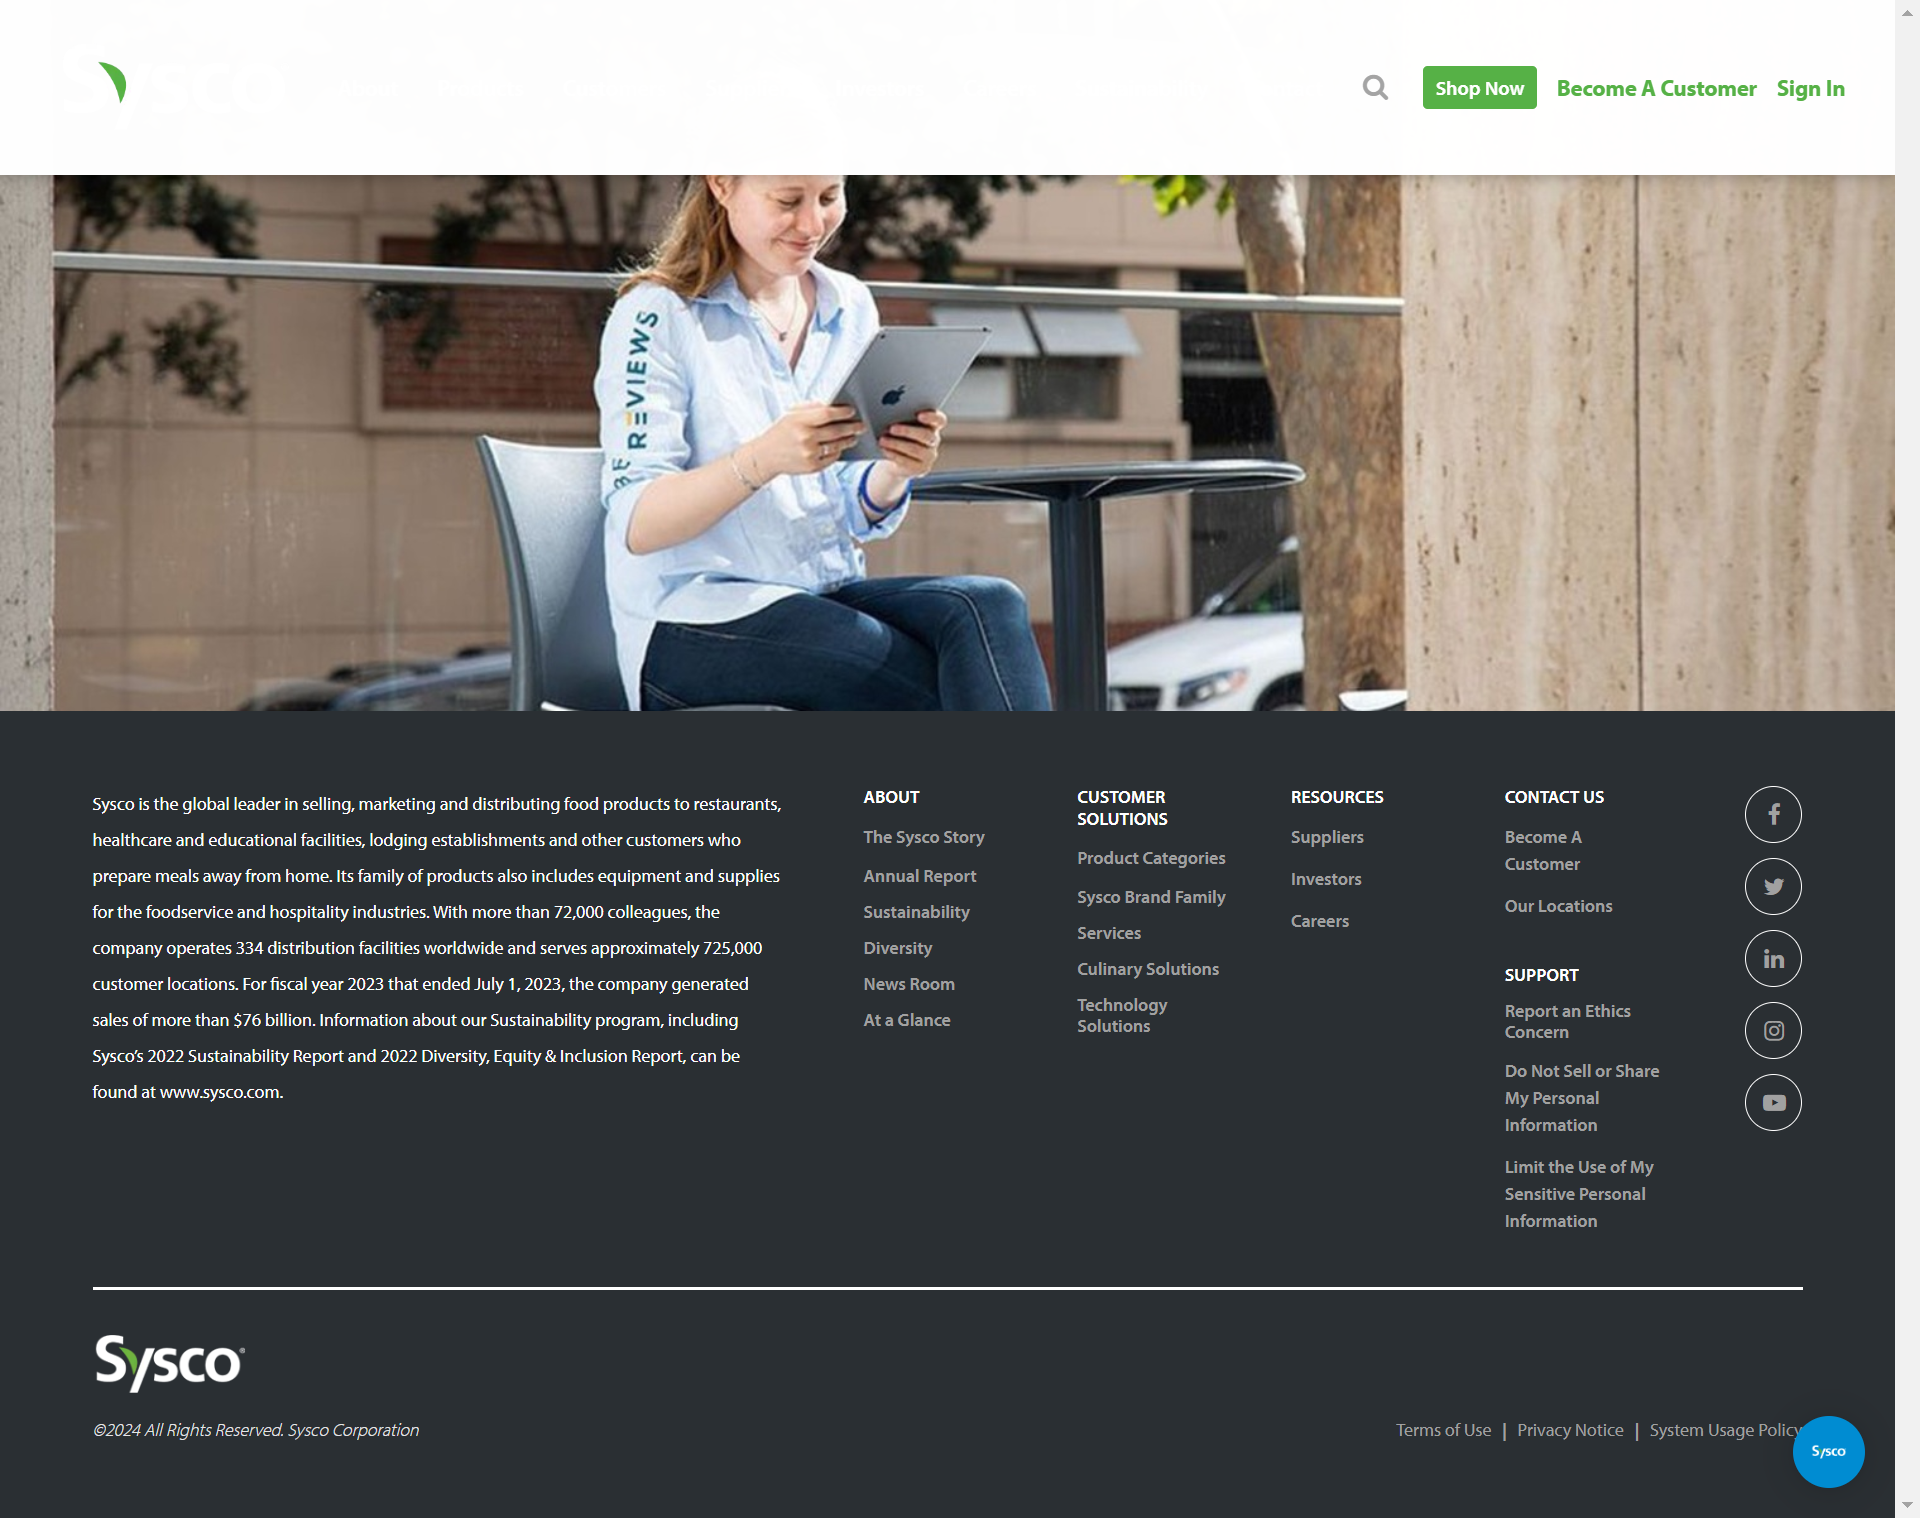 Sysco
Shop Now
Become A Customer
Sign In
REVIEWS
Sysco is the global leader in selling, marketing and distributing food products to restaurants,
healthcare and educational facilities, lodging establishments and other customers who
prepare meals away from home. Its family of products also includes equipment and supplies
for the foodservice and hospitality industries. With more than 72,000 colleagues, the
company operates 334 distribution facilities worldwide and serves approximately 725,000
customer locations. For fiscal year 2023 that ended July 1, 2023, the company generated
sales of more than $76 billion. Information about our Sustainability program, including
Sysco’s 2022 Sustainability Report and 2022 Diversity, Equity & Inclusion Report, can be
found at www.sysco.com.
ABOUT
The Sysco Story
Annual Report
Sustainability
Diversity
News Room
At a Glance
CUSTOMER
SOLUTIONS
Product Categories
Sysco Brand Family
Services
Culinary Solutions
Technology
Solutions
RESOURCES
Suppliers
Investors
Careers
CONTACT US
Become A
Customer
Our Locations
SUPPORT
Report an Ethics
Concern
Do Not Sell or Share
My Personal
Information
Limit the Use of My
Sensitive Personal
Information
Sysco
©2024 All Rights Reserved. Sysco Corporation
Terms of Use | Privacy Notice | System Usage Policy
Sysco